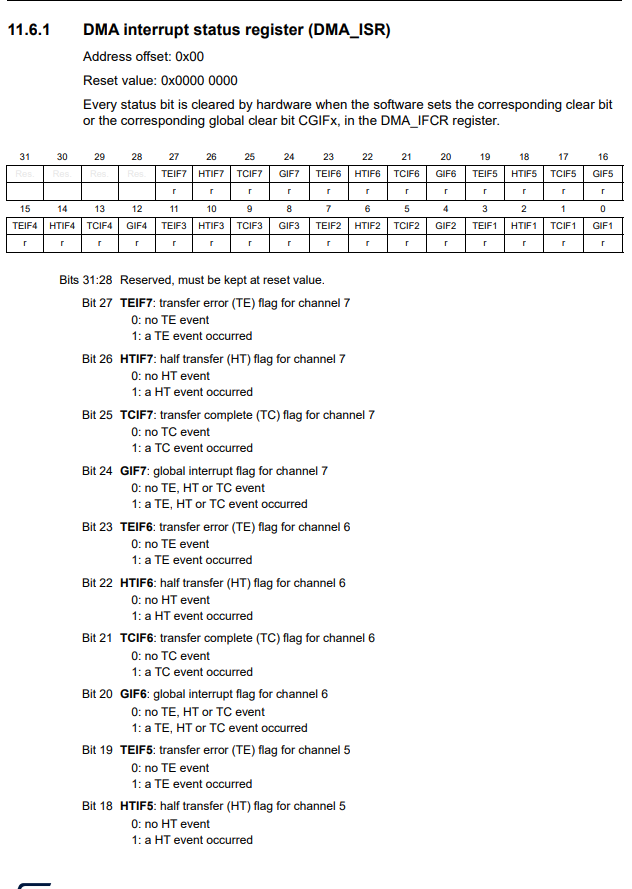 11.6.1 DMA interrupt status register (DMA_ISR)
Address offset: 0x00
Reset value: 0x0000 0000
Every status bit is cleared by hardware when the software sets the corresponding clear bit
or the corresponding global clear bit CGIFx, in the DMA_IFCR register.
31 30 29 28 27 26 25 24 23 22 21 20 19 18 17 16
Res. Res. Res. Res. TEIF7 HTIF7 TCIF7 GIF7 TEIF6 HTIF6 TCIF6 GIF6 TEIF5 HTIF5 TCIF5 GIF5
r r r r r r r r r r r r
15 14 13 12 11 10 9 8 7 6 5 4 3 2 1 0
TEIF4 HTIF4 TCIF4 GIF4 TEIF3 HTIF3 TCIF3 GIF3 TEIF2 HTIF2 TCIF2 GIF2 TEIF1 HTIF1 TCIF1 GIF1
r r r r r r r r r r r r r r r r
Bits 31:28 Reserved, must be kept at reset value.
Bit 27 TEIF7: transfer error (TE) flag for channel 7
0: no TE event
1: a TE event occurred
Bit 26 HTIF7: half transfer (HT) flag for channel 7
0: no HT event
1: a HT event occurred
Bit 25 TCIF7: transfer complete (TC) flag for channel 7
0: no TC event
1: a TC event occurred
Bit 24 GIF7: global interrupt flag for channel 7
0: no TE, HT or TC event
1: a TE, HT or TC event occurred
Bit 23 TEIF6: transfer error (TE) flag for channel 6
0: no TE event
1: a TE event occurred
Bit 22 HTIF6: half transfer (HT) flag for channel 6
0: no HT event
1: a HT event occurred
Bit 21 TCIF6: transfer complete (TC) flag for channel 6
0: no TC event
1: a TC event occurred
Bit 20 GIF6: global interrupt flag for channel 6
0: no TE, HT or TC event
1: a TE, HT or TC event occurred
Bit 19 TEIF5: transfer error (TE) flag for channel 5
0: no TE event
1: a TE event occurred
Bit 18 HTIF5: half transfer (HT) flag for channel 5
0: no HT event
1: a HT event occurred